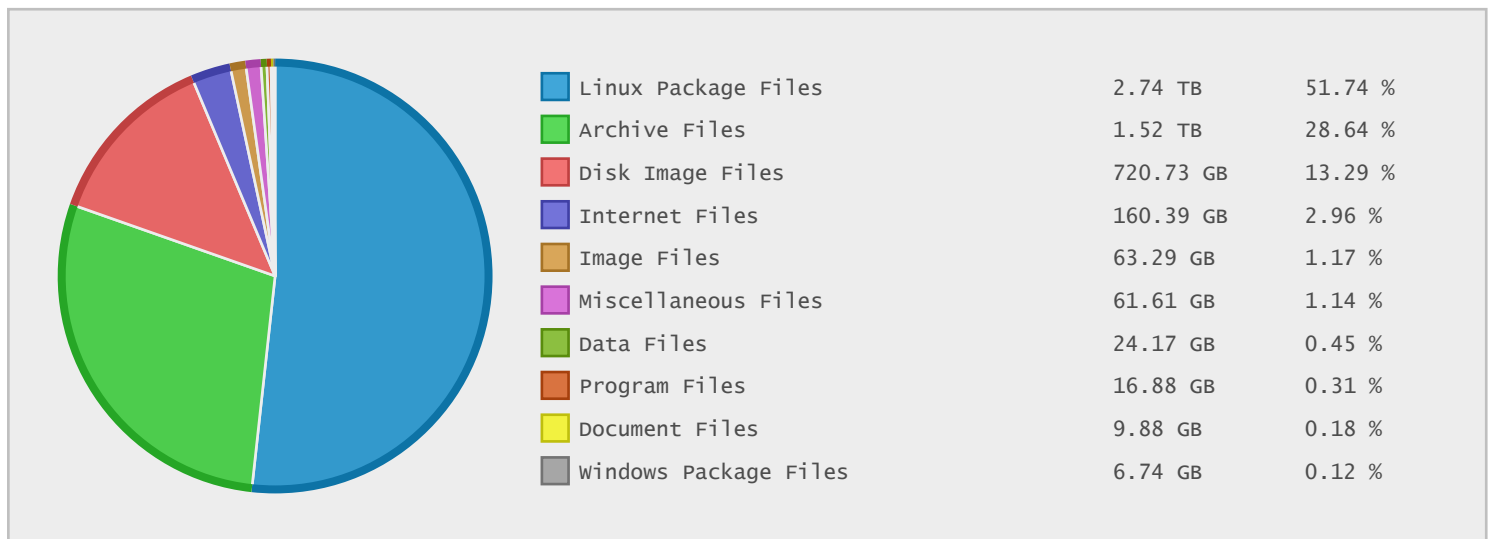 Linux Package Files 2.74 TB 51.74 %
Archive Files 1.52 TB 28.64 %
Disk Image Files 720.73 GB 13.29 %
Internet Files 160.39 GB 2.96 %
Image Files 63.29 GB 1.17 %
Miscellaneous Files 61.61 GB 1.14 %
Data Files 24.17 GB 0.45 %
Program Files 16.88 GB 0.31 %
Document Files 9.88 GB 0.18 %
Windows Package Files 6.74 GB 0.12 %